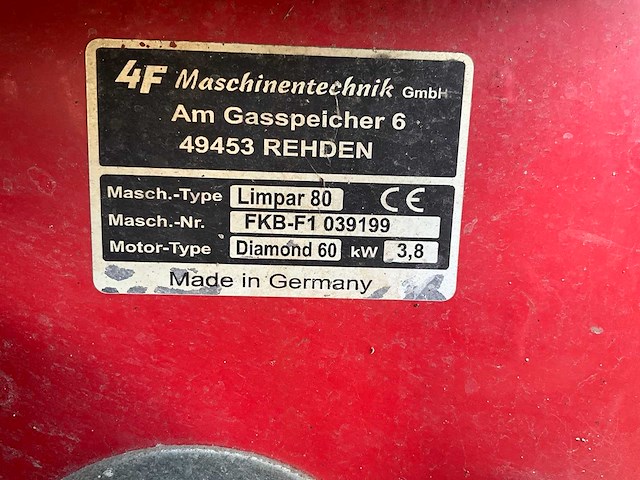 4F Maschinentechnik GmbH
Am Gasspeicher 6
49453 REHDEN
Masch.-Type Limpar 80 CE
Masch.-Nr. FKB-F1 039199
Motor-Type Diamond 60 kW 3,8
Made in Germany